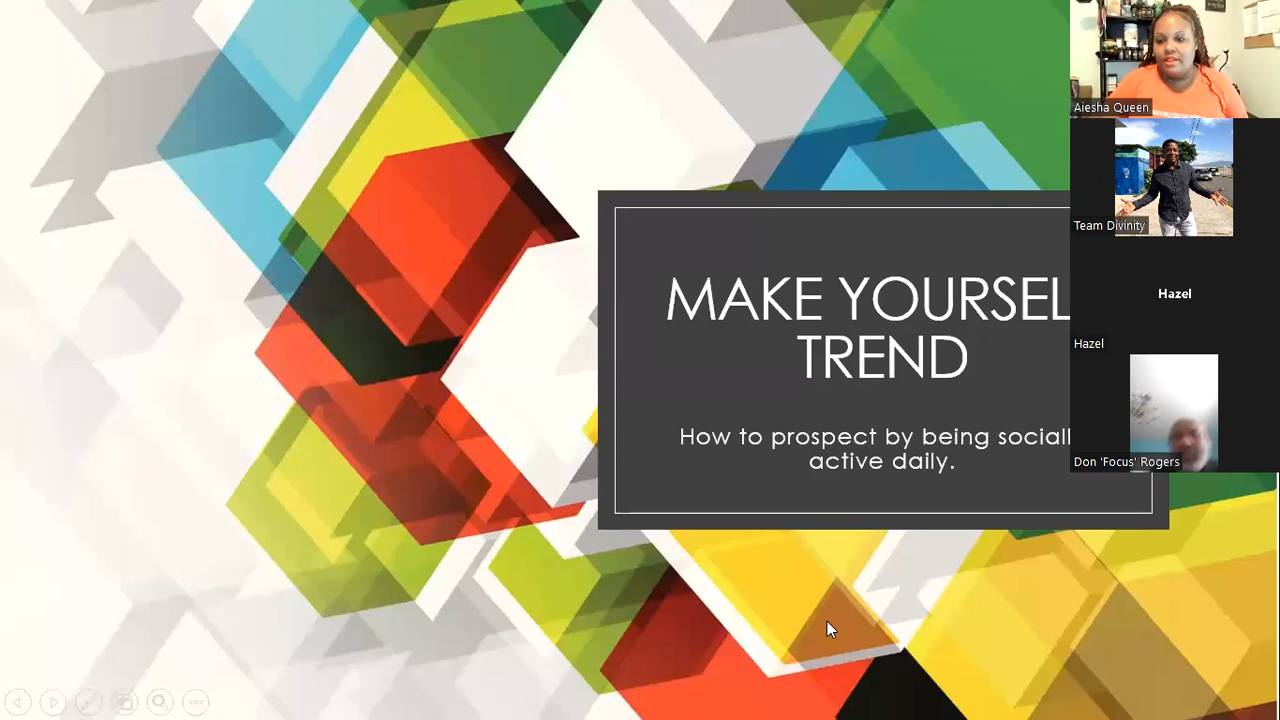 MAKE YOURSEL
TREND
How to prospect by being sociall
active daily.
Aiesha Queen
Team Divinity
Hazel
Hazel
Don 'Focus' Rogers